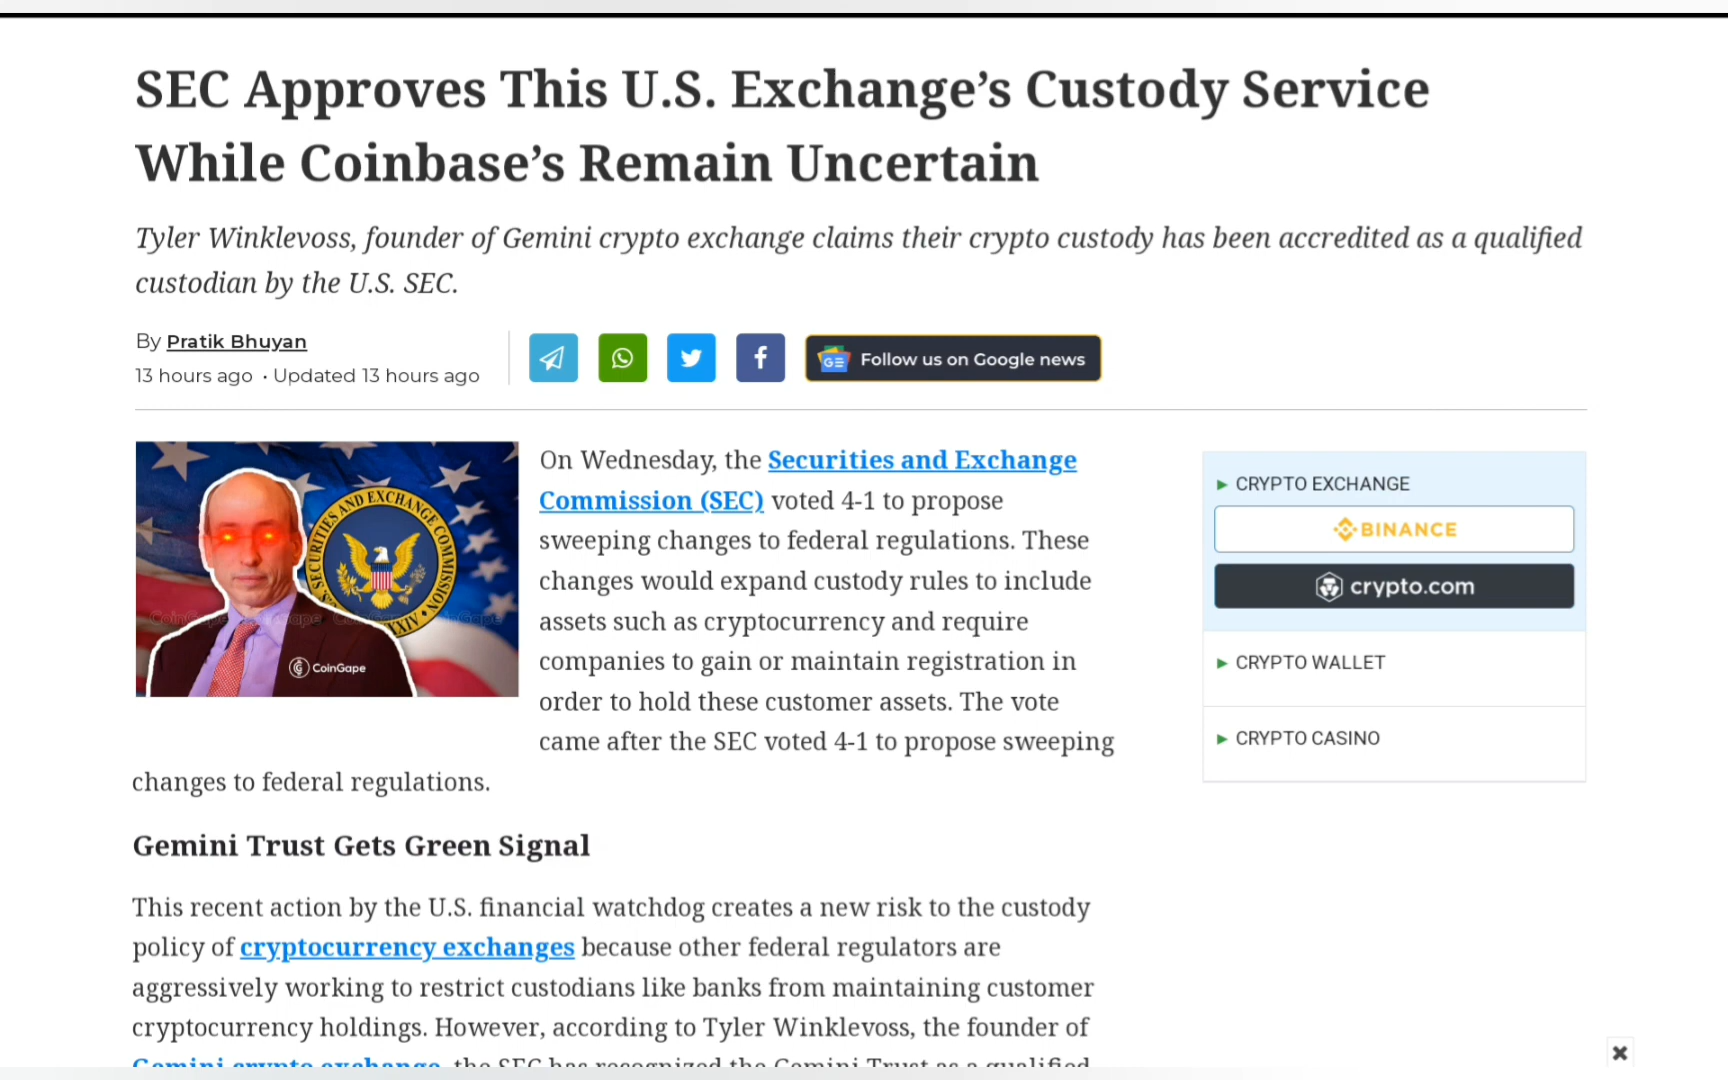 SEC Approves This U.S. Exchange’s Custody Service
While Coinbase’s Remain Uncertain
Tyler Winklevoss, founder of Gemini crypto exchange claims their crypto custody has been accredited as a qualified
custodian by the U.S. SEC.
By Pratik Bhuyan
13 hours ago • Updated 13 hours ago
Follow us on Google news
SECURITIES AND EXCHANGE COMMISSION
CoinGape
On Wednesday, the Securities and Exchange
Commission (SEC) voted 4-1 to propose
sweeping changes to federal regulations. These
changes would expand custody rules to include
assets such as cryptocurrency and require
companies to gain or maintain registration in
order to hold these customer assets. The vote
came after the SEC voted 4-1 to propose sweeping
changes to federal regulations.
► CRYPTO EXCHANGE
BINANCE
crypto.com
► CRYPTO WALLET
► CRYPTO CASINO
Gemini Trust Gets Green Signal
This recent action by the U.S. financial watchdog creates a new risk to the custody
policy of cryptocurrency exchanges because other federal regulators are
aggressively working to restrict custodians like banks from maintaining customer
cryptocurrency holdings. However, according to Tyler Winklevoss, the founder of
Gemini crypto exchange, the SEC has recognized the Gemini Trust as a qualified